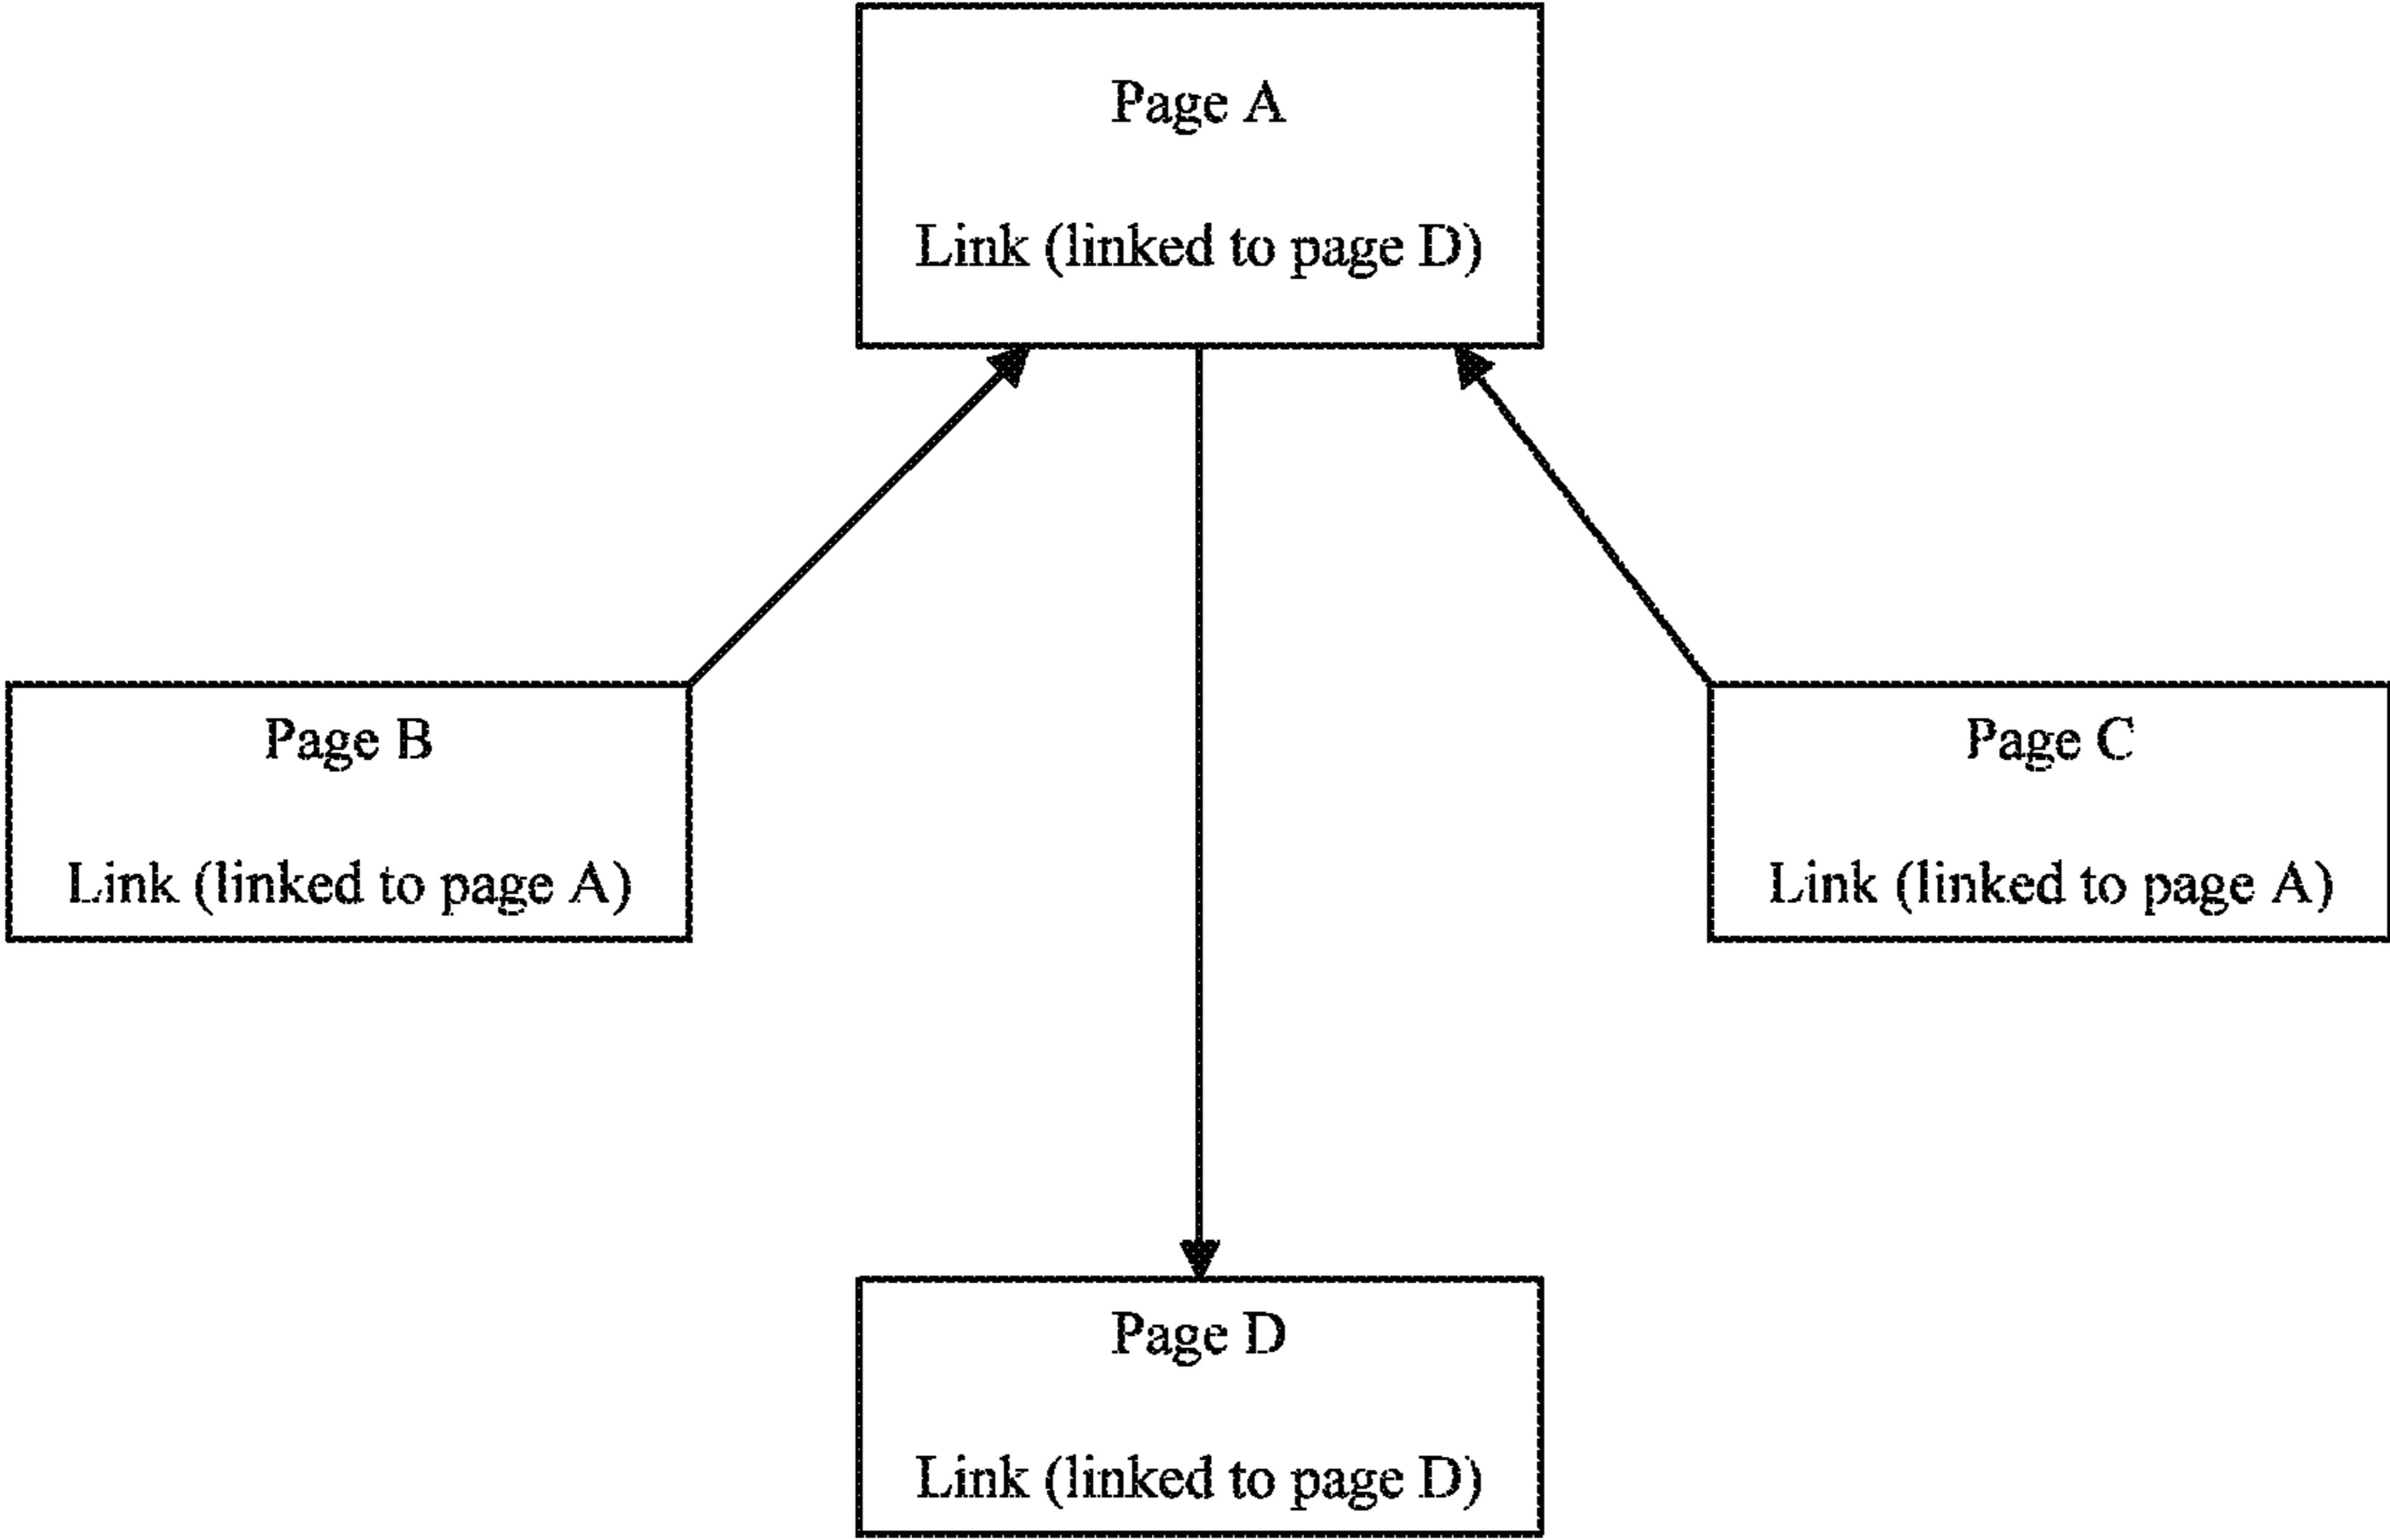 Page A
Link (linked to page D)
Page B
Link (linked to page A)
Page C
Link (linked to page A)
Page D
Link (linked to page D)